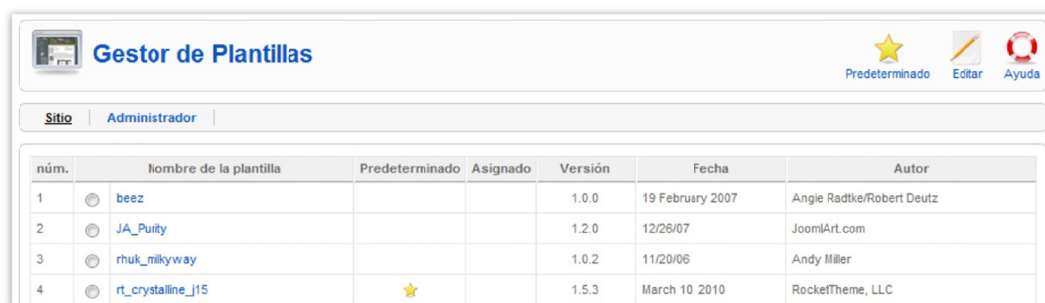 Gestor de Plantillas
Predeterminado Editar Ayuda
Sitio Administrador
núm. Nombre de la plantilla Predeterminado Asignado Versión Fecha Autor
1 beez 1.0.0 19 February 2007 Angie Radtke/Robert Deutz
2 JA_Purity 1.2.0 12/26/07 JoomlArt.com
3 rhuk_milkyway 1.0.2 11/20/06 Andy Miller
4 rt_crystalline_j15 1.5.3 March 10 2010 RocketTheme, LLC